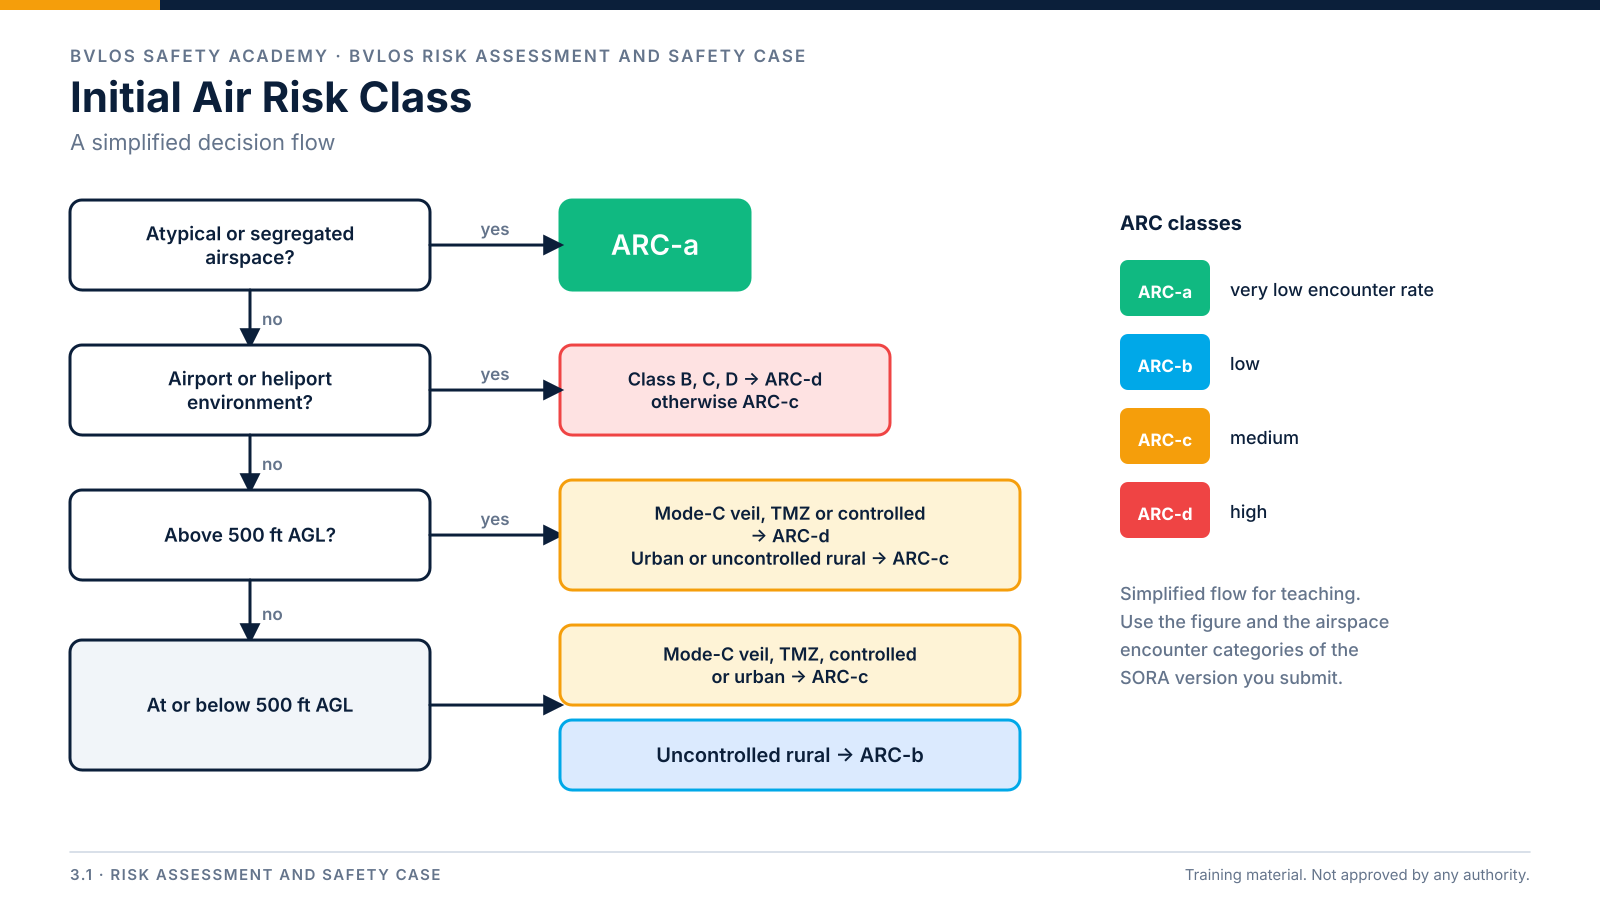 BVLOS SAFETY ACADEMY · BVLOS RISK ASSESSMENT AND SAFETY CASE
Initial Air Risk Class
A simplified decision flow
Atypical or segregated
airspace?
yes
ARC-a
no
Airport or heliport
environment?
yes
Class B, C, D → ARC-d
otherwise ARC-c
no
Above 500 ft AGL?
yes
Mode-C veil, TMZ or controlled
→ ARC-d
Urban or uncontrolled rural → ARC-c
no
At or below 500 ft AGL
Mode-C veil, TMZ, controlled
or urban → ARC-c
Uncontrolled rural → ARC-b
ARC classes
ARC-a very low encounter rate
ARC-b low
ARC-c medium
ARC-d high
Simplified flow for teaching.
Use the figure and the airspace
encounter categories of the
SORA version you submit.
3.1 · RISK ASSESSMENT AND SAFETY CASE
Training material. Not approved by any authority.